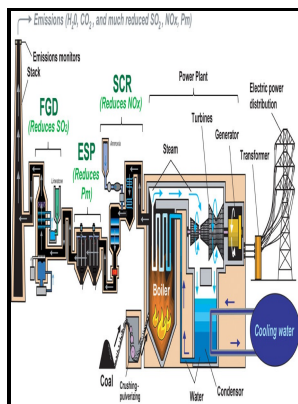 Emissions (H20, CO2, and much reduced SO2, NOx, Pm)
Emissions monitors
Stack
FGD
(Reduces SO2)
Limestone
ESP
(Reduces
Pm)
SCR
(Reduces NOx)
Ammonia
Power Plant
Steam
Turbines
Generator
Transformer
Electric power
distribution
Boiler
Cooling water
Coal
Crushing-
pulverizing
Water
Condensor